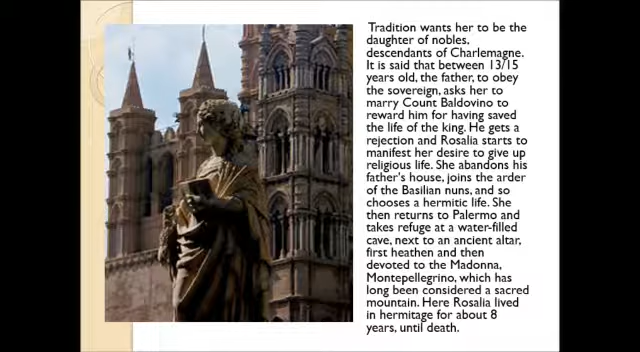 Tradition wants her to be the
daughter of nobles,
descendants of Charlemagne.
It is said that between 13/15
years old, the father, to obey
the sovereign, asks her to
marry Count Baldovino to
reward him for having saved
the life of the king. He gets a
rejection and Rosalia starts to
manifest her desire to give up
religious life. She abandons his
father's house, joins the arder
of the Basilian nuns, and so
chooses a hermitic life. She
then returns to Palermo and
takes refuge at a water-filled
cave, next to an ancient altar,
first heathen and then
devoted to the Madonna,
Montepellegrino, which has
long been considered a sacred
mountain. Here Rosalia lived
in hermitage for about 8
years, until death.